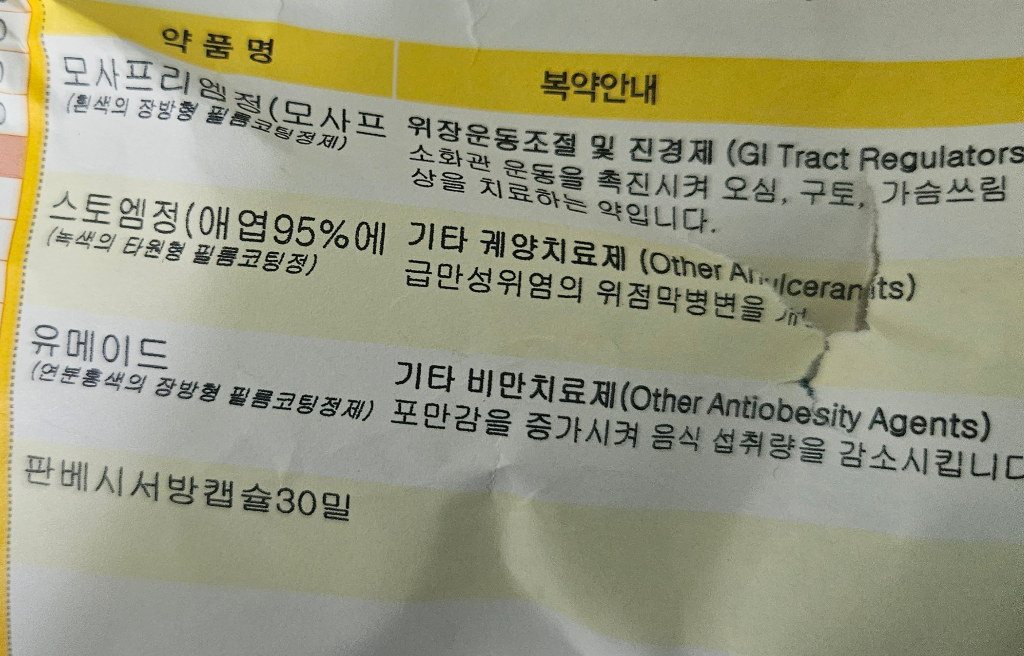 약 품 명
복약안내
모사프리엠정(모사프
(흰색의 장방형 필름코팅정제)
위장운동조절 및 진경제 (GI Tract Regulators
소화관 운동을 촉진시켜 오심, 구토, 가슴쓰림
상을 치료하는 약입니다.
스토엠정(애엽95%에
(녹색의 타원형 필름코팅정)
기타 궤양치료제 (Other
급만성위염의 위점막병변을
유메이드
(연분홍색의 장방형 필름코팅정제)
기타 비만치료제(Other Antiobesity Agents)
포만감을 증가시켜 음식 섭취량을 감소시킵니다
판베시서방캡슐30밀